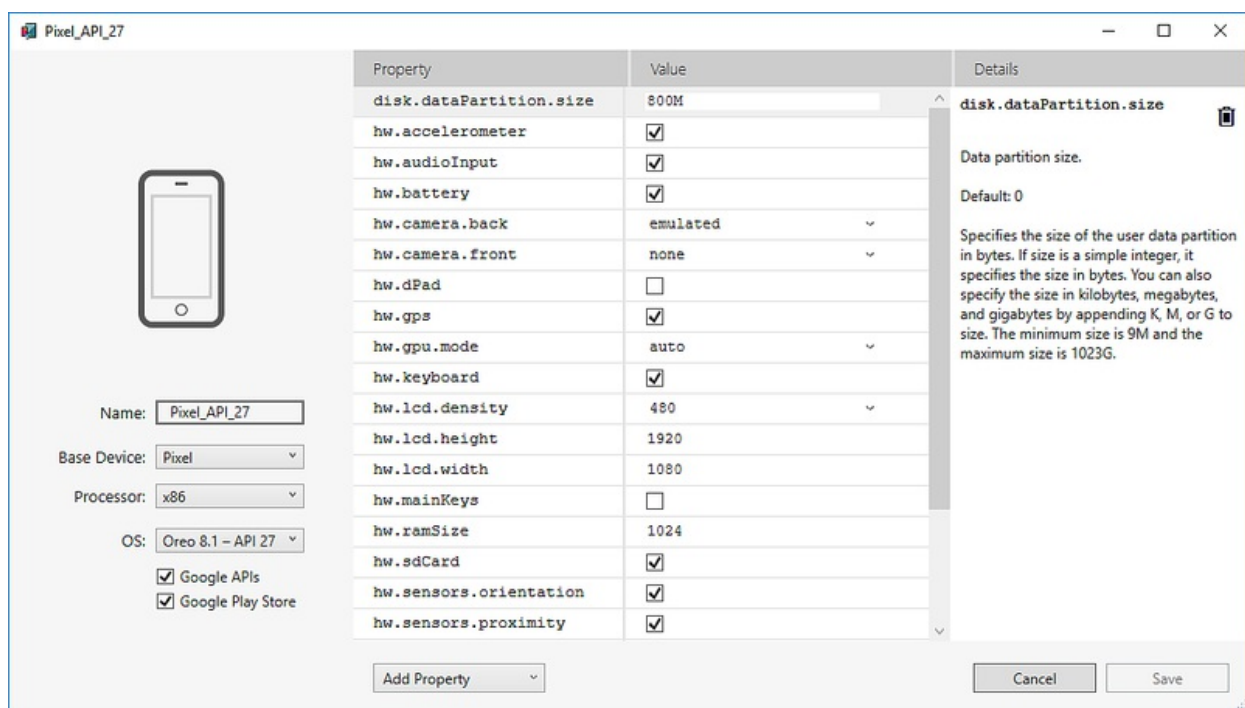 Pixel_API_27
Property Value Details
disk.dataPartition.size 800M
hw.accelerometer
hw.audioInput
hw.battery
hw.camera.back emulated
hw.camera.front none
hw.dPad
hw.gps
hw.gpu.mode auto
hw.keyboard
hw.lcd.density 480
hw.lcd.height 1920
hw.lcd.width 1080
hw.mainKeys
hw.ramSize 1024
hw.sdCard
hw.sensors.orientation
hw.sensors.proximity
disk.dataPartition.size
Data partition size.
Default: 0
Specifies the size of the user data partition
in bytes. If size is a simple integer, it
specifies the size in bytes. You can also
specify the size in kilobytes, megabytes,
and gigabytes by appending K, M, or G to
size. The minimum size is 9M and the
maximum size is 1023G.
Name: Pixel_API_27
Base Device: Pixel
Processor: x86
OS: Oreo 8.1 – API 27
Google APIs
Google Play Store
Add Property
Cancel Save